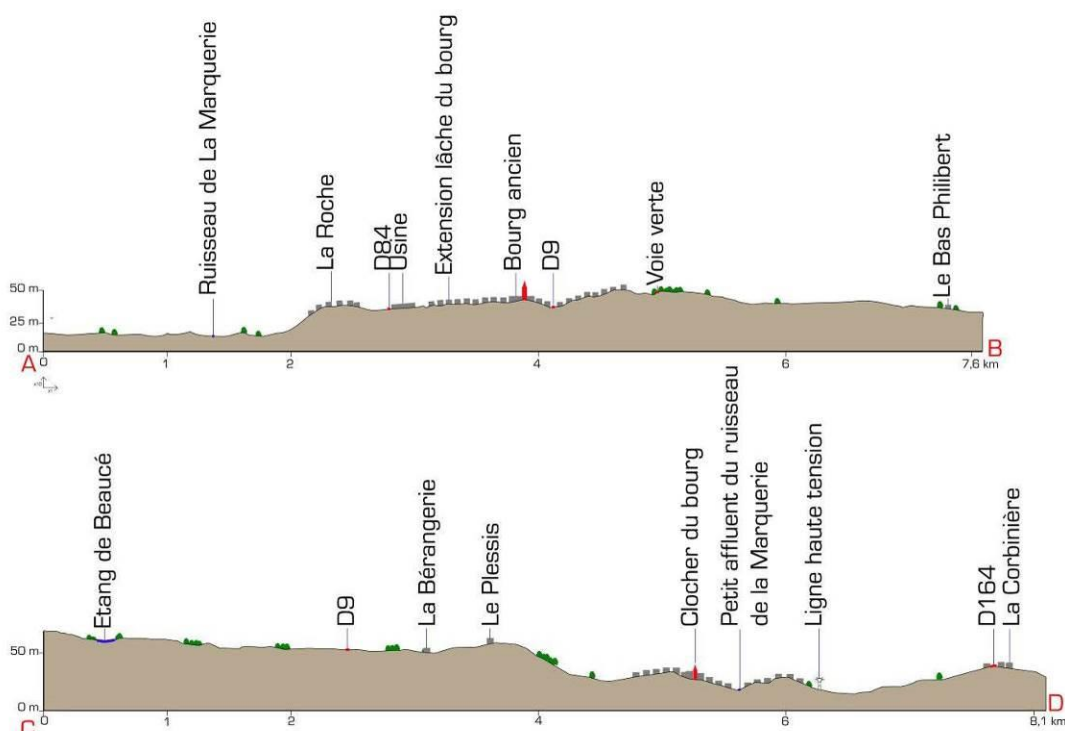 Ruisseau de La Marquerie
La Roche
D84
Usine
Extension lâche du bourg
Bourg ancien
D9
Voie verte
Le Bas Philibert
50 m
25 m
0 m
A
0
1
2
4
6
7,6 km
B
Etang de Beaucé
D9
La Bérangerie
Le Plessis
Clocher du bourg
Petit affluent du ruisseau
de la Marquerie
Ligne haute tension
D164
La Corbinière
50 m
0 m
C
0
1
2
4
6
8,1 km
D